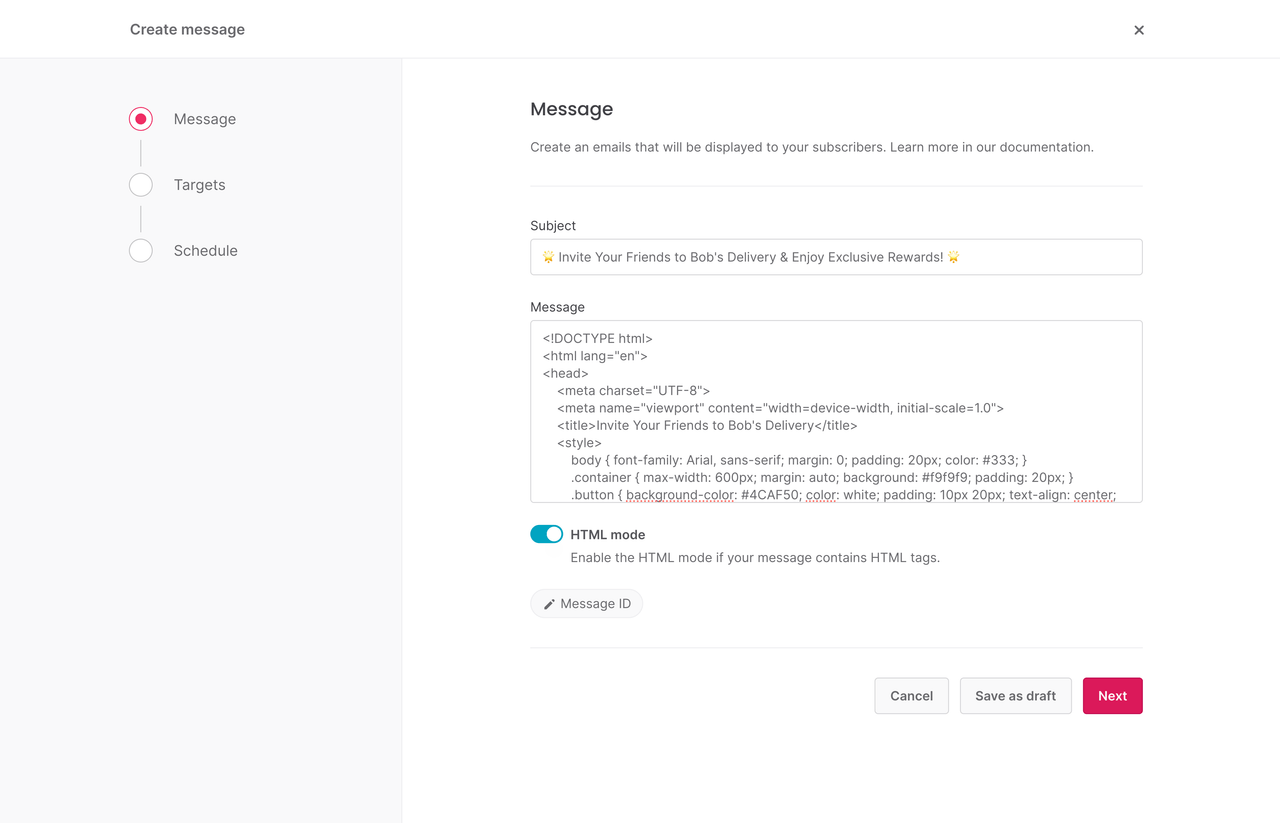 Create message
Message
Targets
Schedule
Message
Create an emails that will be displayed to your subscribers. Learn more in our documentation.
Subject
🌟 Invite Your Friends to Bob's Delivery & Enjoy Exclusive Rewards! 🌟
Message
<!DOCTYPE html>
<html lang="en">
<head>
    <meta charset="UTF-8">
    <meta name="viewport" content="width=device-width, initial-scale=1.0">
    <title>Invite Your Friends to Bob's Delivery</title>
    <style>
        body { font-family: Arial, sans-serif; margin: 0; padding: 20px; color: #333; }
        .container { max-width: 600px; margin: auto; background: #f9f9f9; padding: 20px; }
        .button { background-color: #4CAF50; color: white; padding: 10px 20px; text-align: center;
HTML mode
Enable the HTML mode if your message contains HTML tags.
Message ID
Cancel
Save as draft
Next